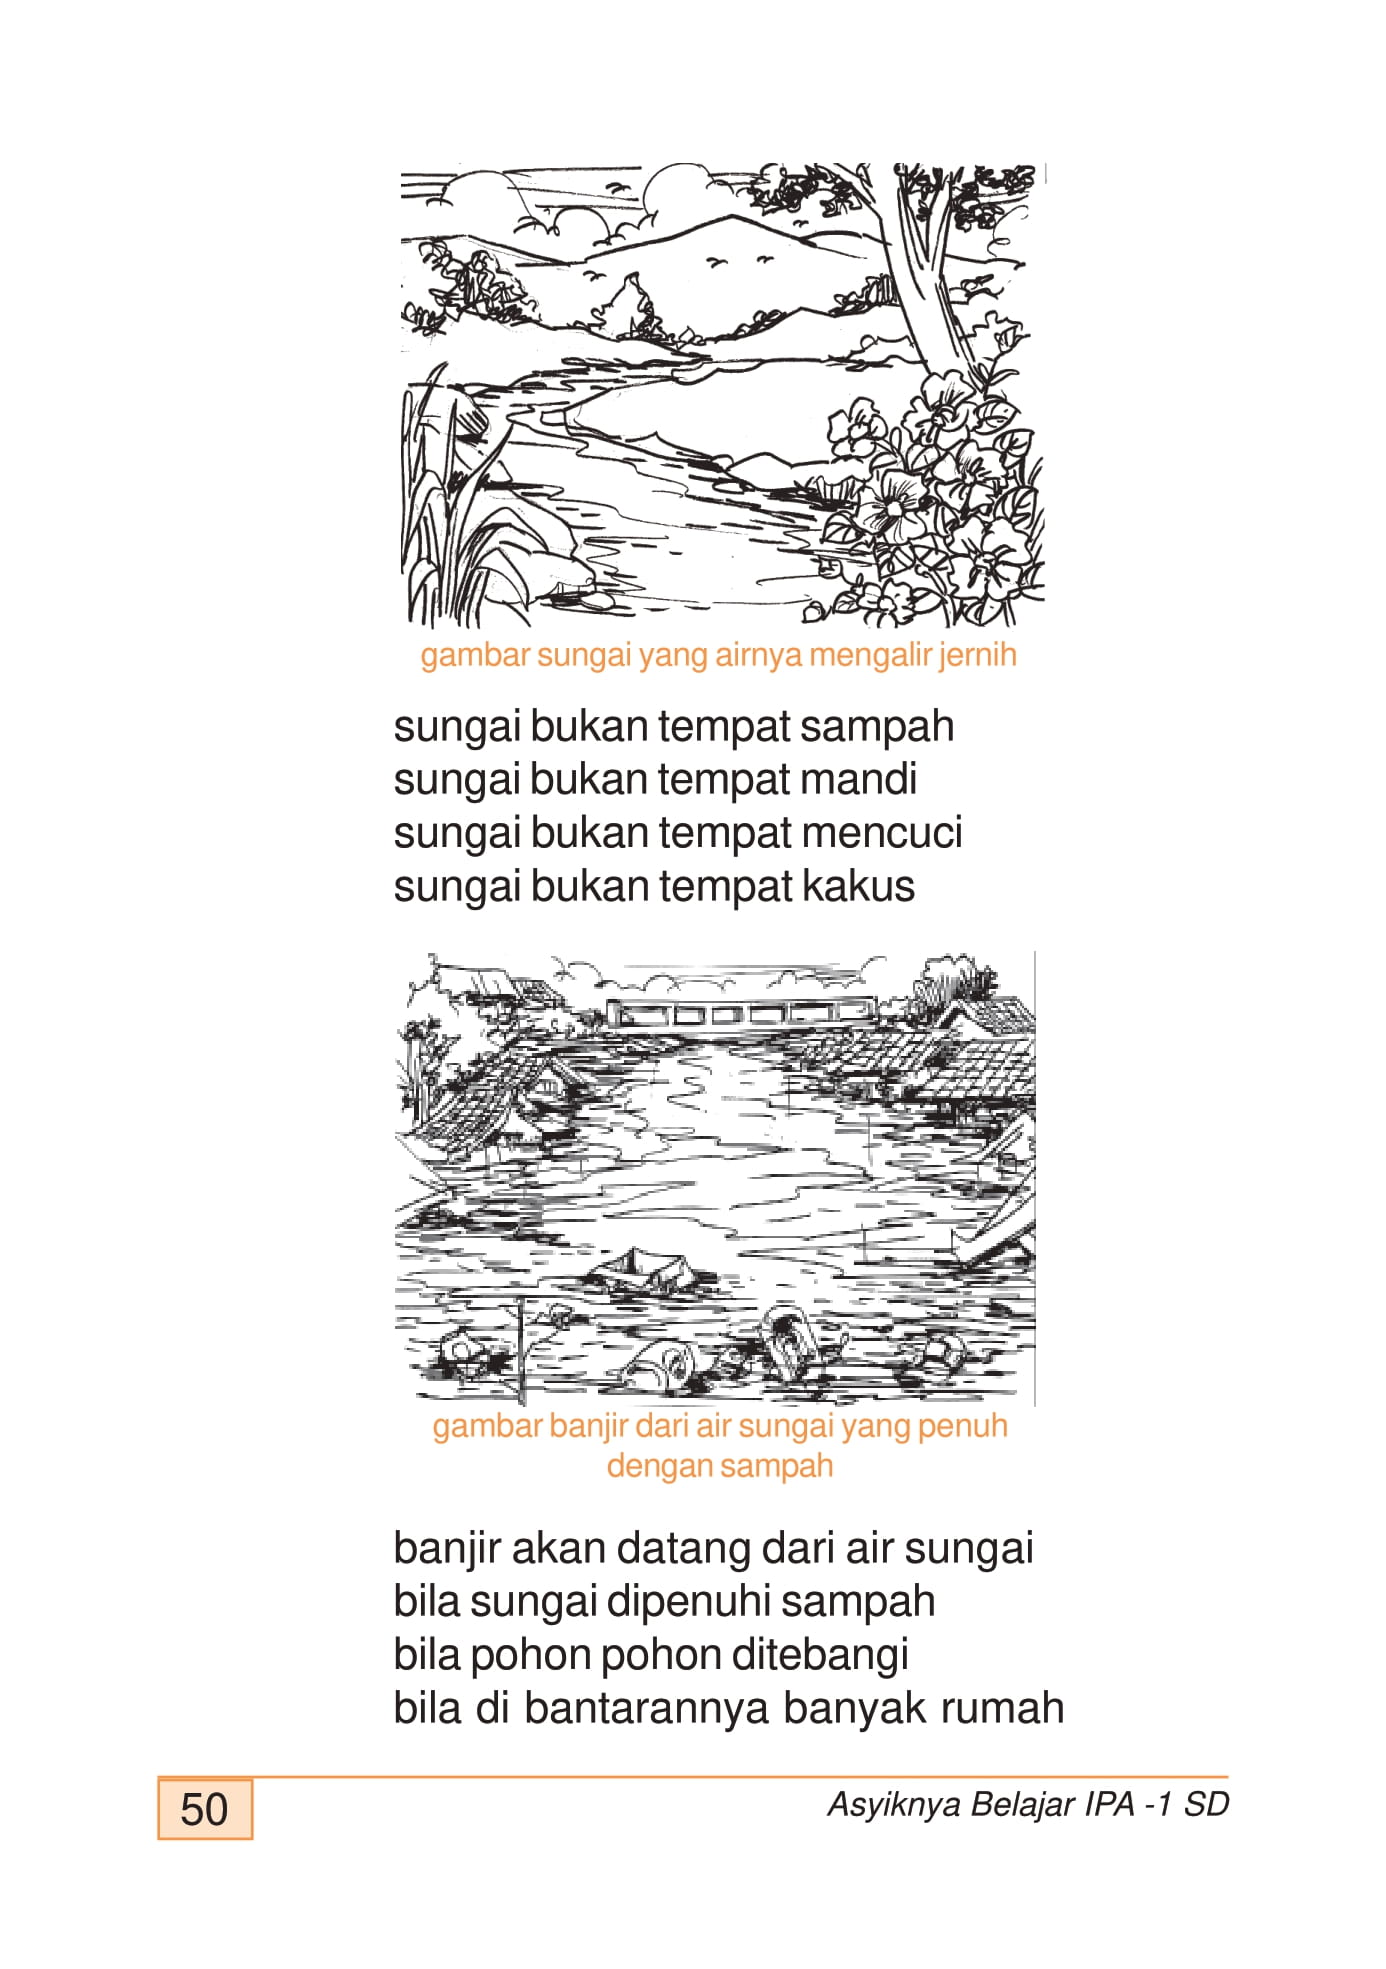 gambar sungai yang airnya mengalir jernih
sungai bukan tempat sampah
sungai bukan tempat mandi
sungai bukan tempat mencuci
sungai bukan tempat kakus
gambar banjir dari air sungai yang penuh
dengan sampah
banjir akan datang dari air sungai
bila sungai dipenuhi sampah
bila pohon pohon ditebangi
bila di bantarannya banyak rumah
50
Asyiknya Belajar IPA -1 SD